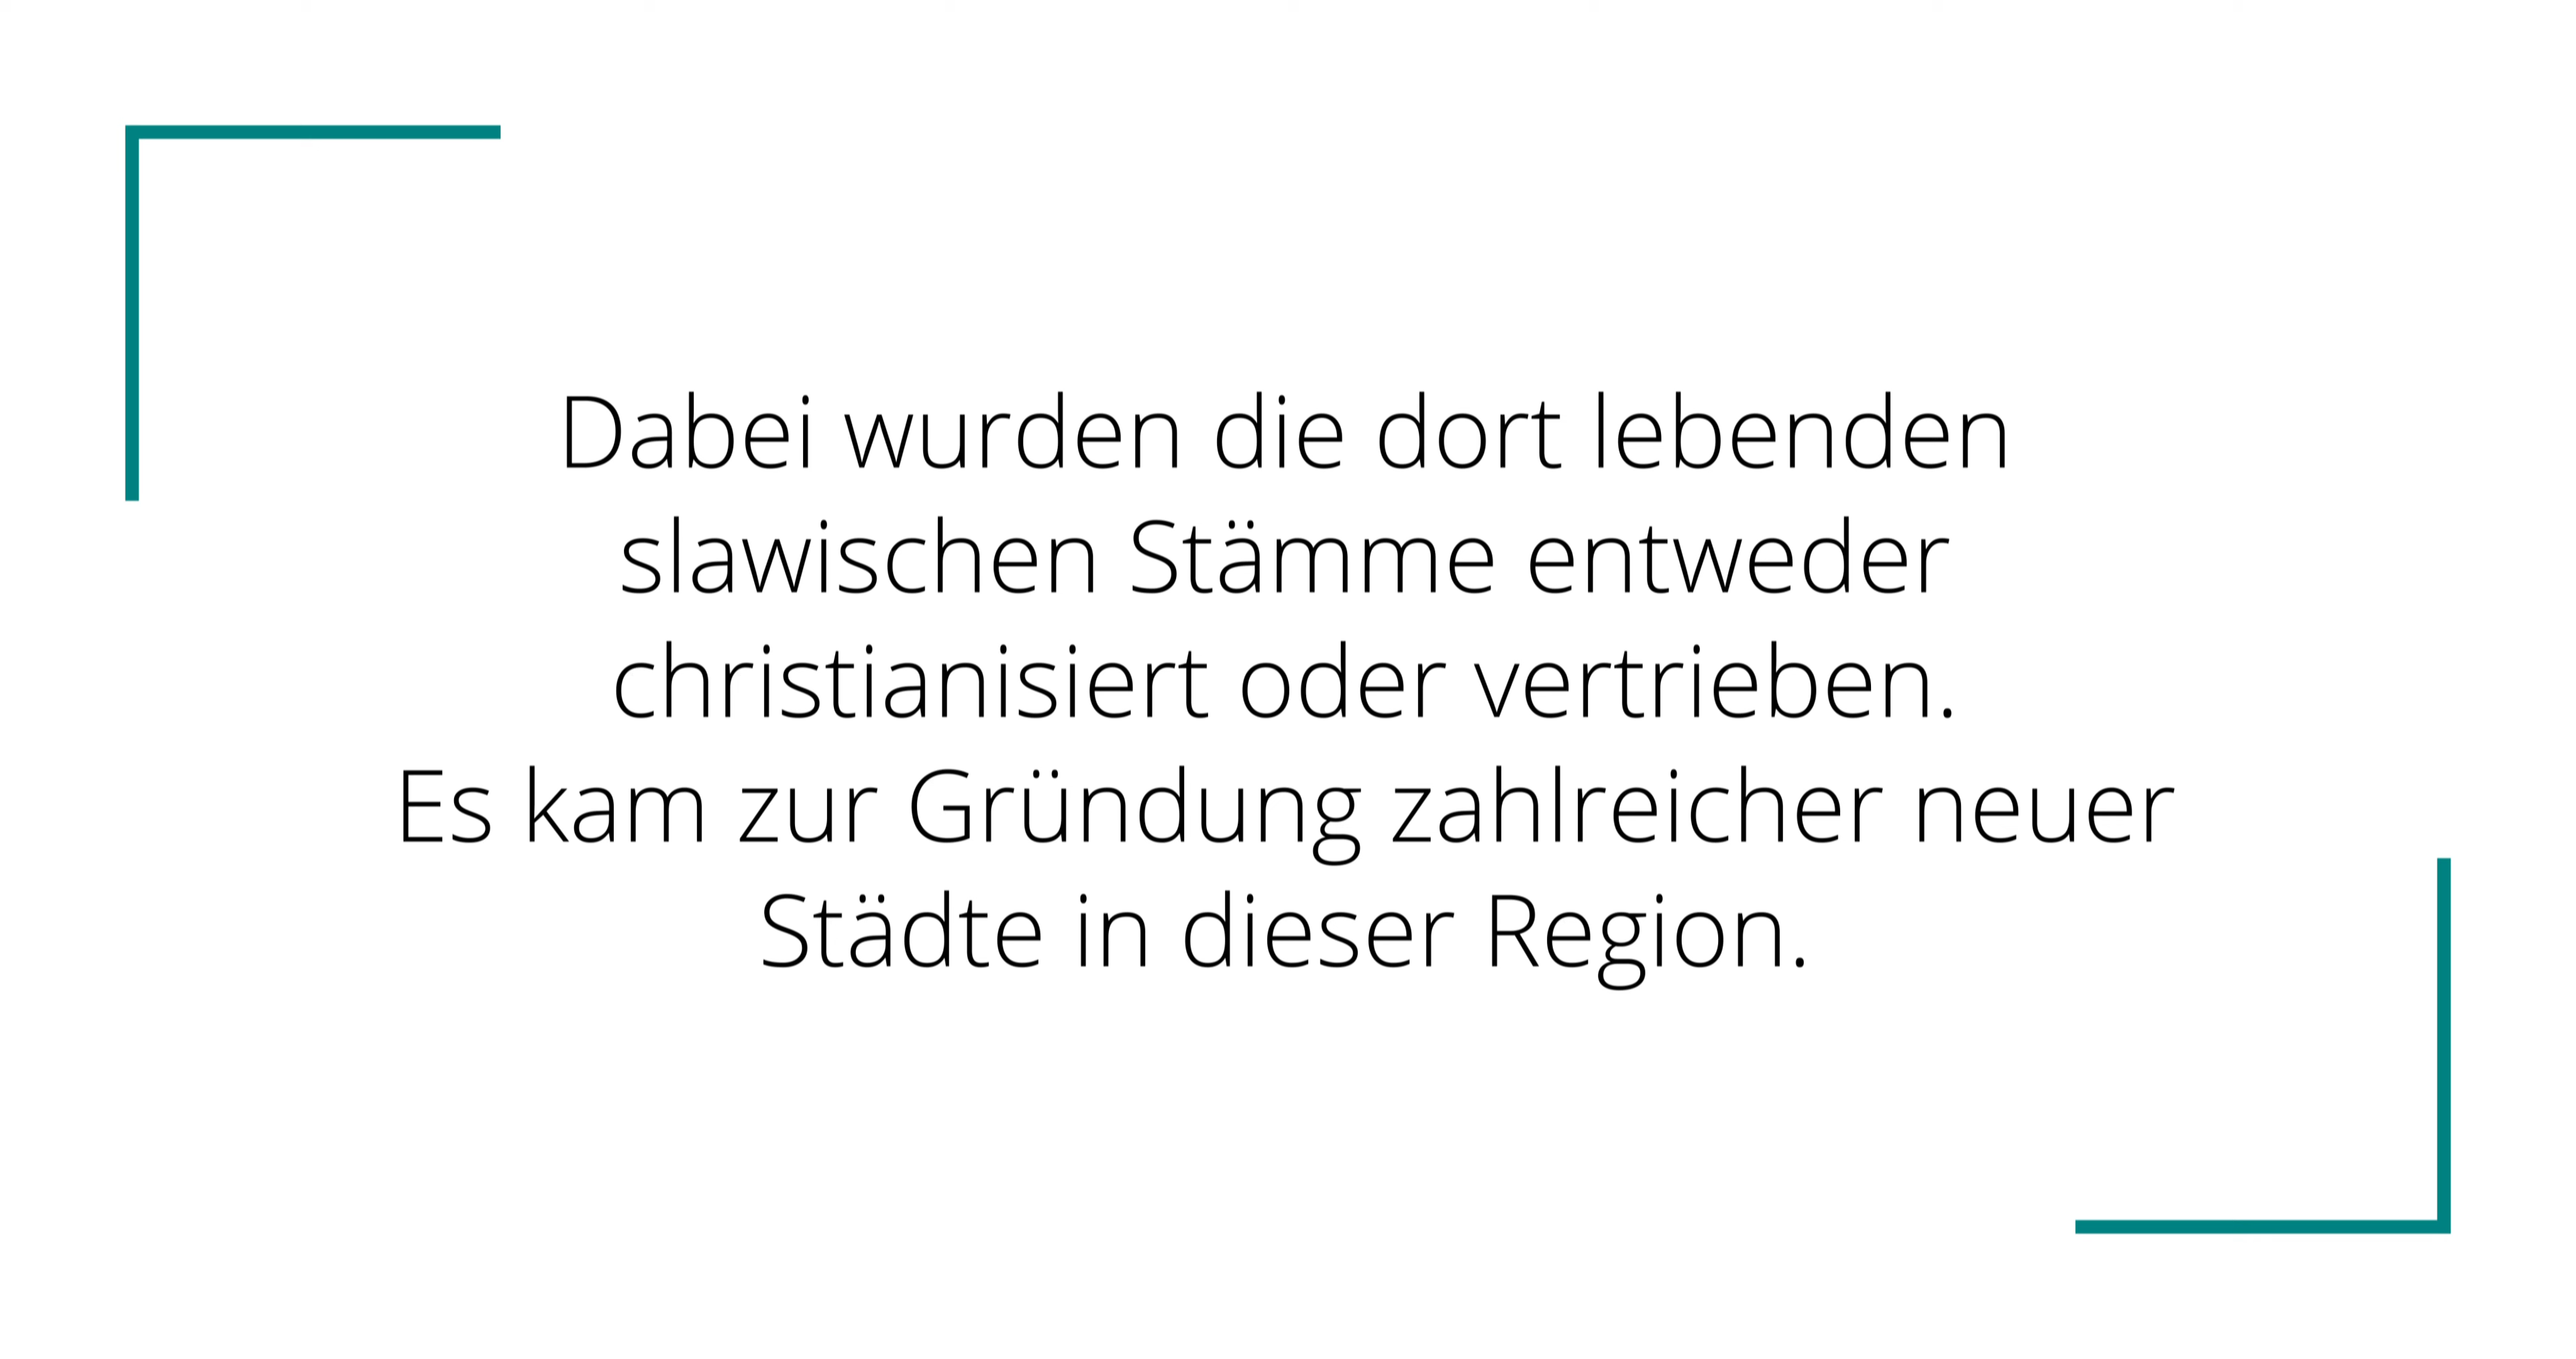 Dabei wurden die dort lebenden
slawischen Stämme entweder
christianisiert oder vertrieben.
Es kam zur Gründung zahlreicher neuer
Städte in dieser Region.